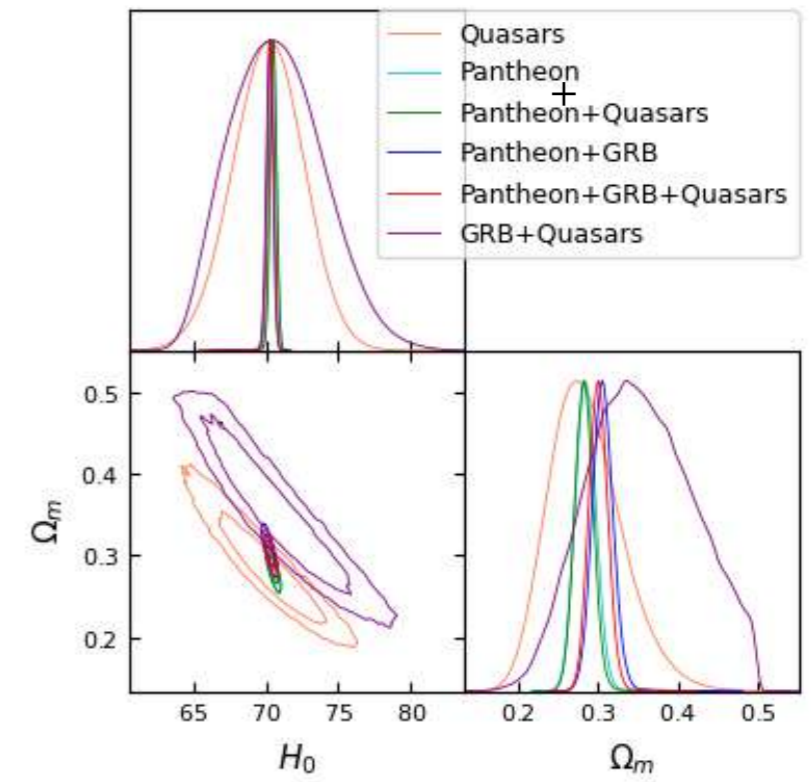 Quasars
Pantheon
Pantheon+Quasars
Pantheon+GRB
Pantheon+GRB+Quasars
GRB+Quasars
0.5
0.4
0.3
0.2
Ωm
65 70 75 80
H0
0.2 0.3 0.4 0.5
Ωm